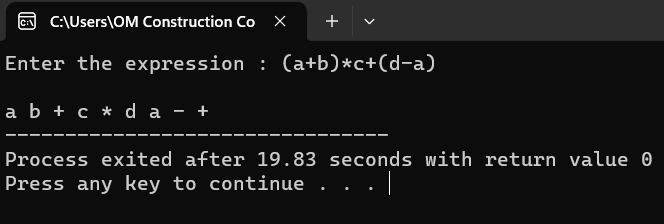 C:\Users\OM Construction Co
Enter the expression : (a+b)*c+(d-a)
a b + c * d a - +
--------------------------------
Process exited after 19.83 seconds with return value 0
Press any key to continue . . .